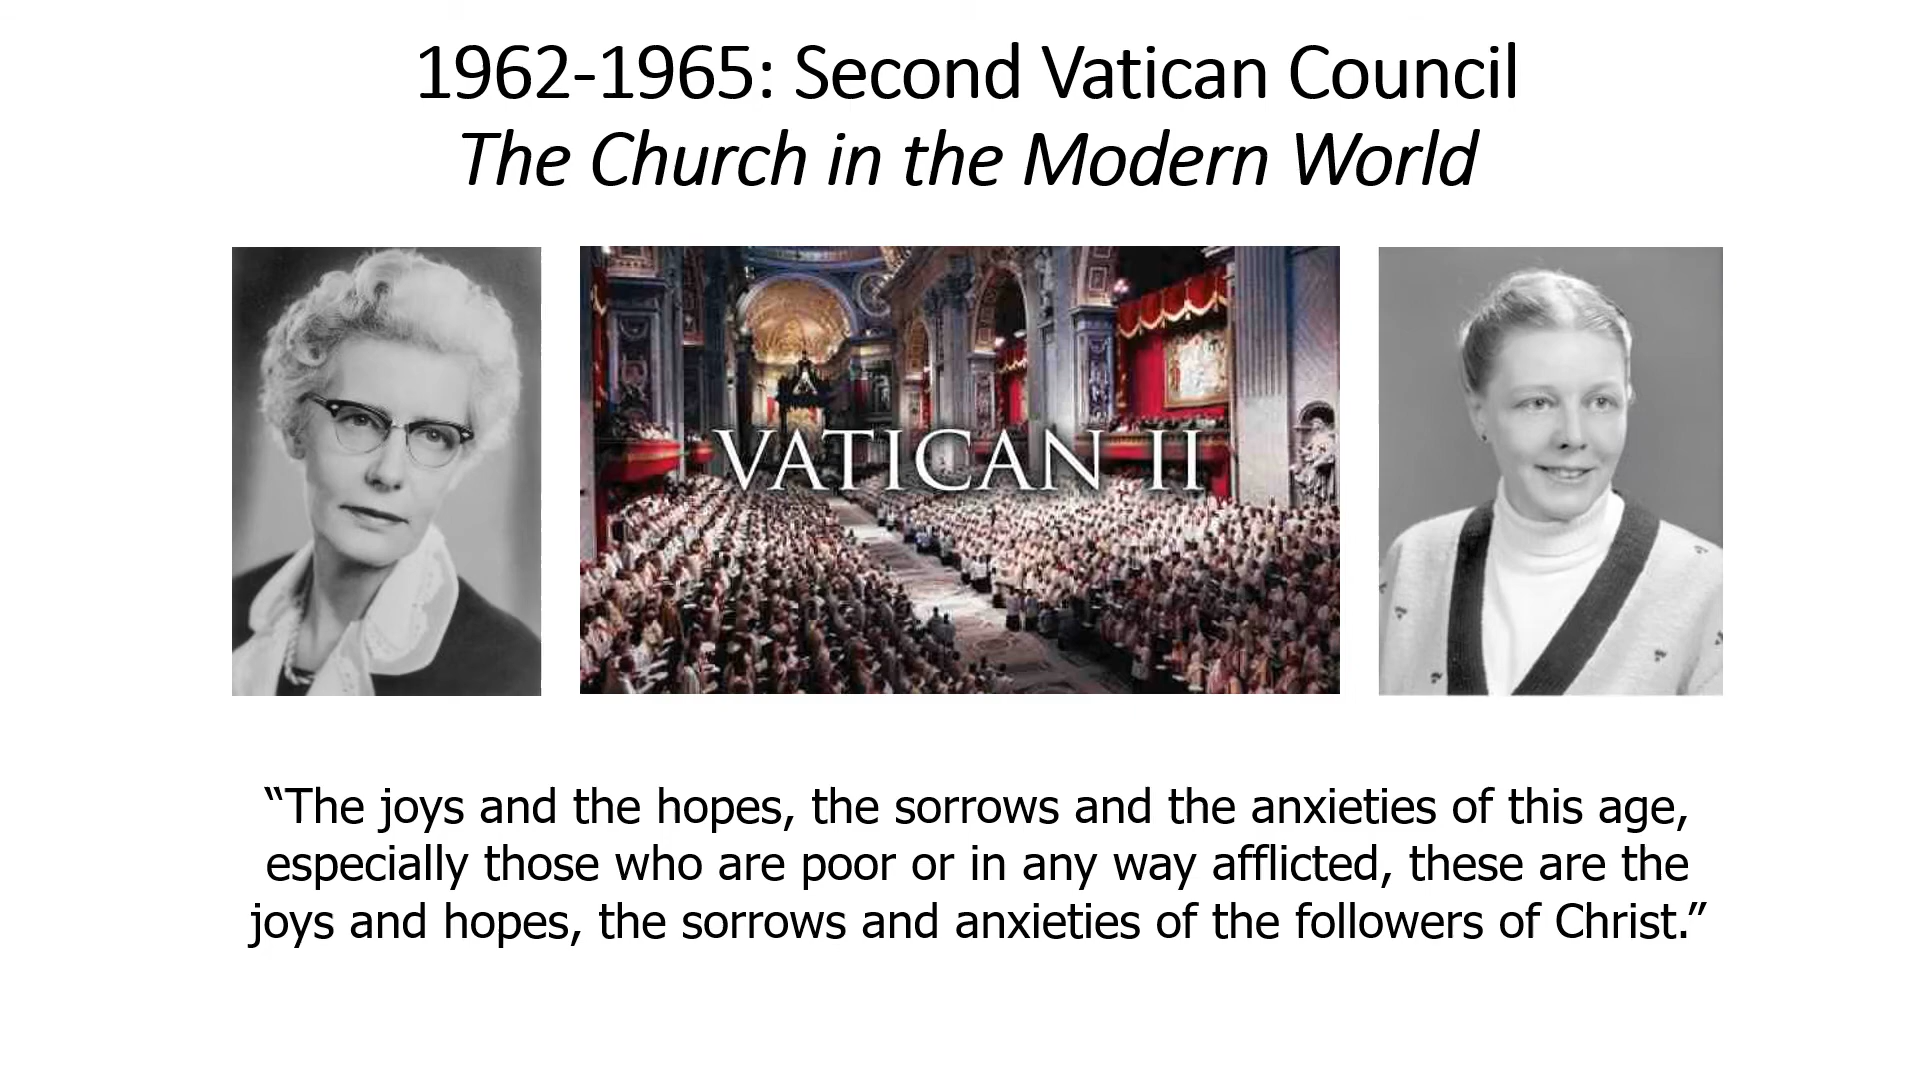 1962-1965: Second Vatican Council
The Church in the Modern World
VATICAN II
“The joys and the hopes, the sorrows and the anxieties of this age,
especially those who are poor or in any way afflicted, these are the
joys and hopes, the sorrows and anxieties of the followers of Christ.”